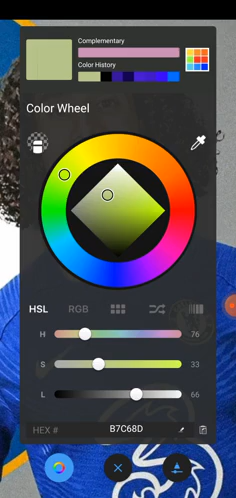 Complementary
Color History
Color Wheel
HSL RGB
H 76
S 33
L 66
HEX # B7C68D